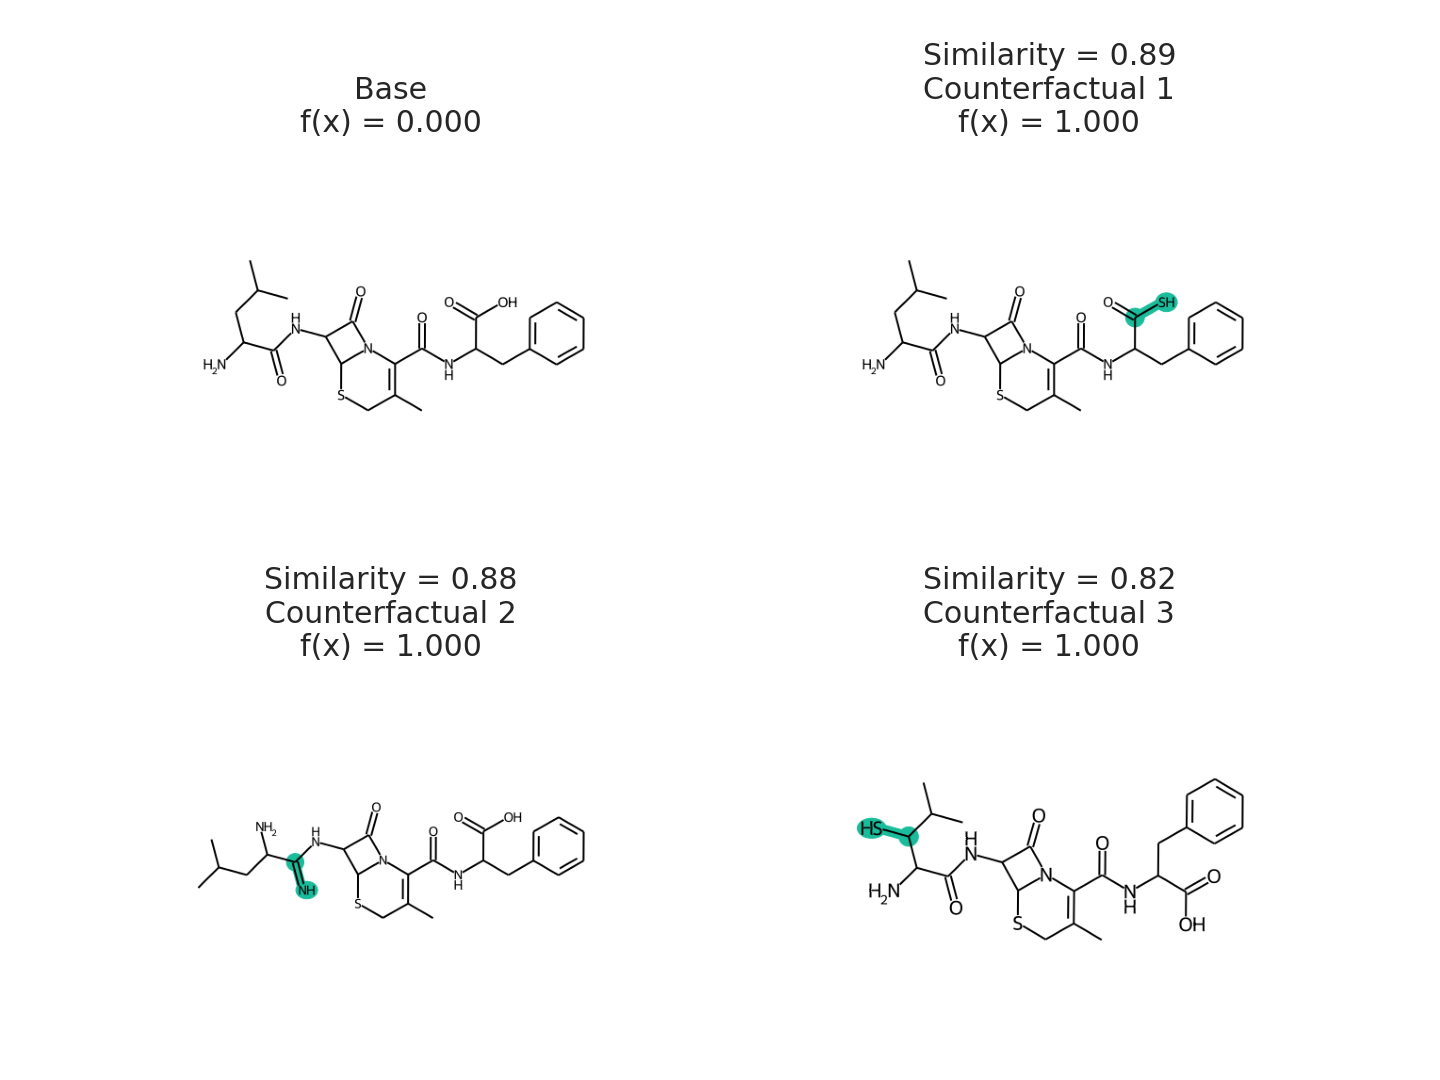 Base
f(x) = 0.000
Similarity = 0.89
Counterfactual 1
f(x) = 1.000
O
O
O
OH
O
SH
H
N
O
H
N
O
N
N
H₂N
N
H
H₂N
N
H
O
O
S
S
Similarity = 0.88
Counterfactual 2
f(x) = 1.000
Similarity = 0.82
Counterfactual 3
f(x) = 1.000
O
O
OH
NH₂
H
N
O
N
NH
N
H
S
HS
O
H
N
O
N
O
H₂N
N
H
O
S
OH